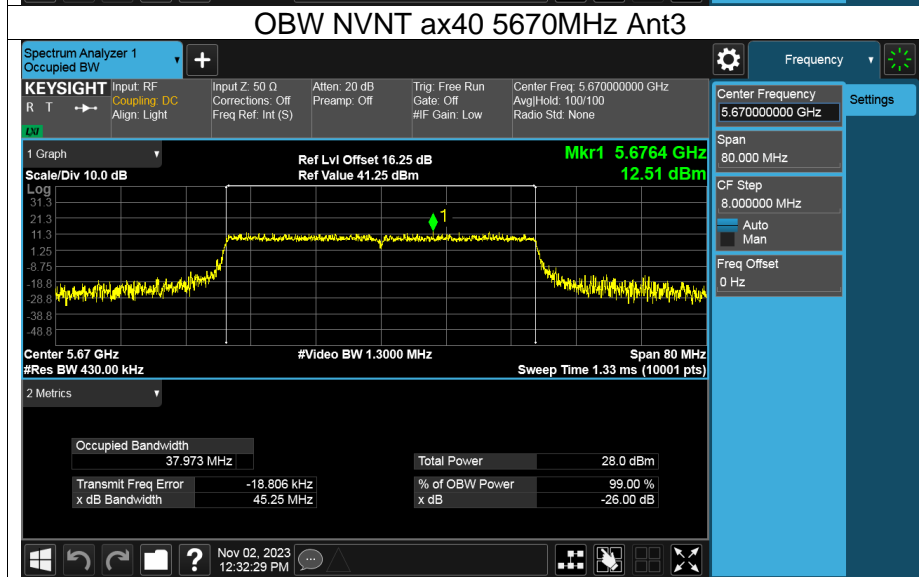 OBW NVNT ax40 5670MHz Ant3
Spectrum Analyzer 1
Occupied BW
+
Frequency
KEYSIGHT
R T
LXI
Input: RF
Coupling: DC
Align: Light
Input Z: 50 Ω
Corrections: Off
Freq Ref: Int (S)
Atten: 20 dB
Preamp: Off
Trig: Free Run
Gate: Off
#IF Gain: Low
Center Freq: 5.670000000 GHz
Avg|Hold: 100/100
Radio Std: None
Center Frequency
5.670000000 GHz
Settings
Span
80.000 MHz
CF Step
8.000000 MHz
Auto
Man
Freq Offset
0 Hz
1 Graph
Scale/Div 10.0 dB
Ref Lvl Offset 16.25 dB
Ref Value 41.25 dBm
Mkr1 5.6764 GHz
12.51 dBm
Log
31.3
21.3
11.3
1.25
-8.75
-18.8
-28.8
-38.8
-48.8
1
Center 5.67 GHz
#Res BW 430.00 kHz
#Video BW 1.3000 MHz
Span 80 MHz
Sweep Time 1.33 ms (10001 pts)
2 Metrics
Occupied Bandwidth
37.973 MHz
Total Power 28.0 dBm
Transmit Freq Error -18.806 kHz
% of OBW Power 99.00 %
x dB Bandwidth 45.25 MHz
x dB -26.00 dB
?
Nov 02, 2023
12:32:29 PM